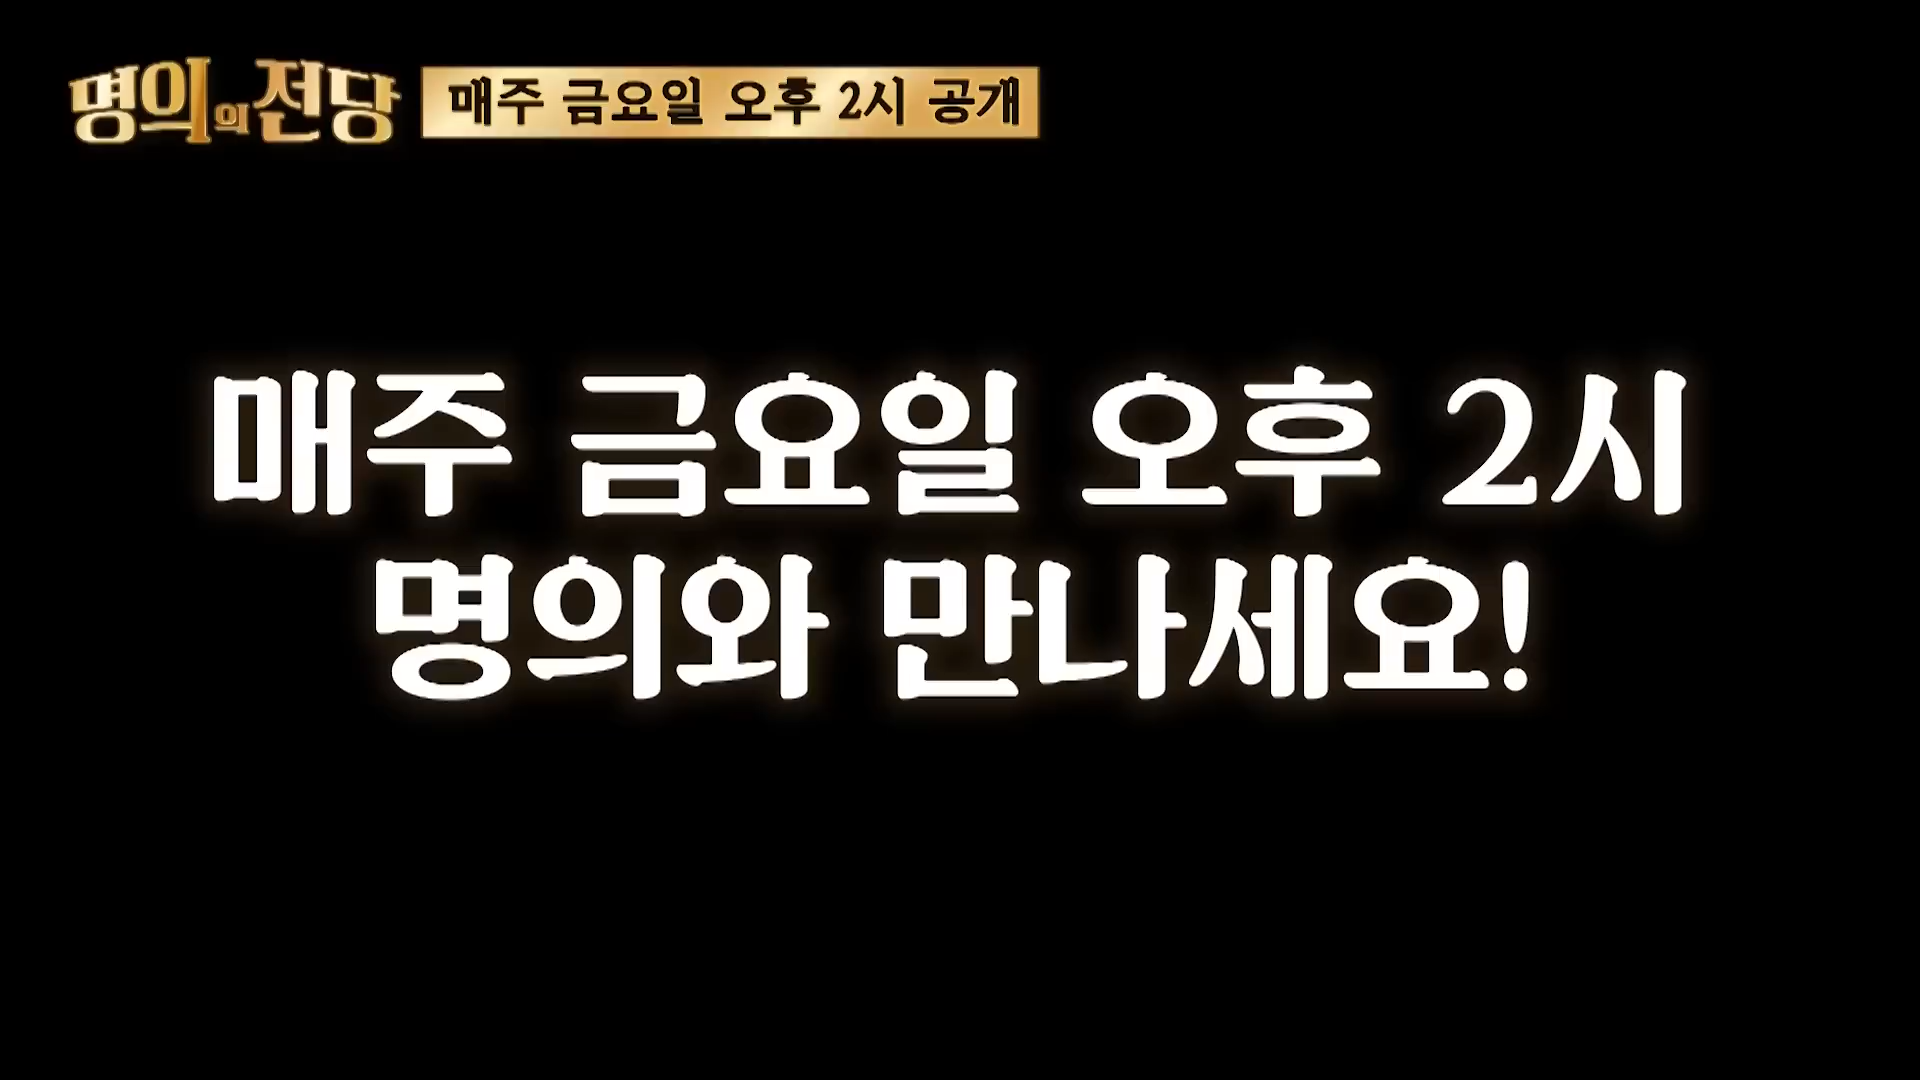 명의의 전당 매주 금요일 오후 2시 공개
매주 금요일 오후 2시
명의와 만나세요!